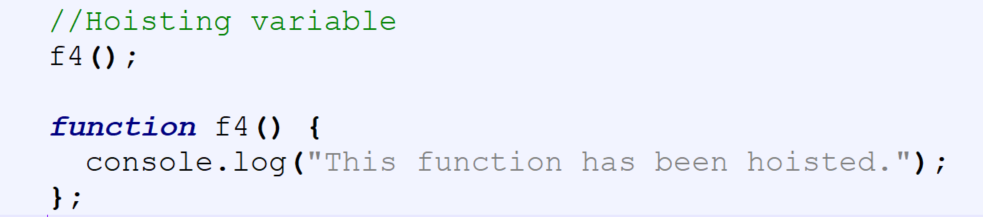 //Hoisting variable
f4();
function f4() {
  console.log("This function has been hoisted.");
};